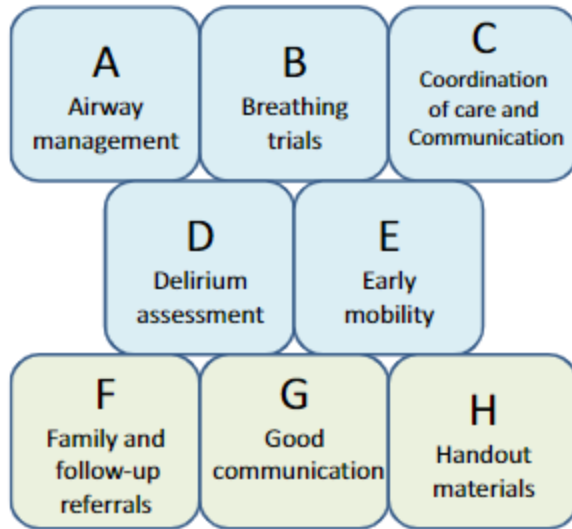 A
Airway
management
B
Breathing
trials
C
Coordination
of care and
Communication
D
Delirium
assessment
E
Early
mobility
F
Family and
follow-up
referrals
G
Good
communication
H
Handout
materials